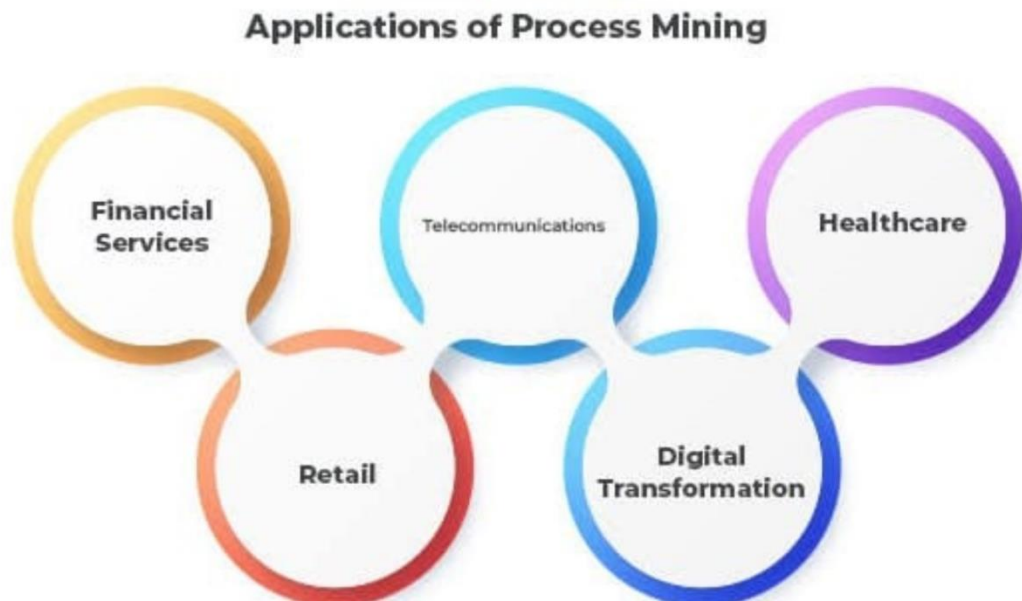 Applications of Process Mining
Financial
Services
Telecommunications
Healthcare
Retail
Digital
Transformation